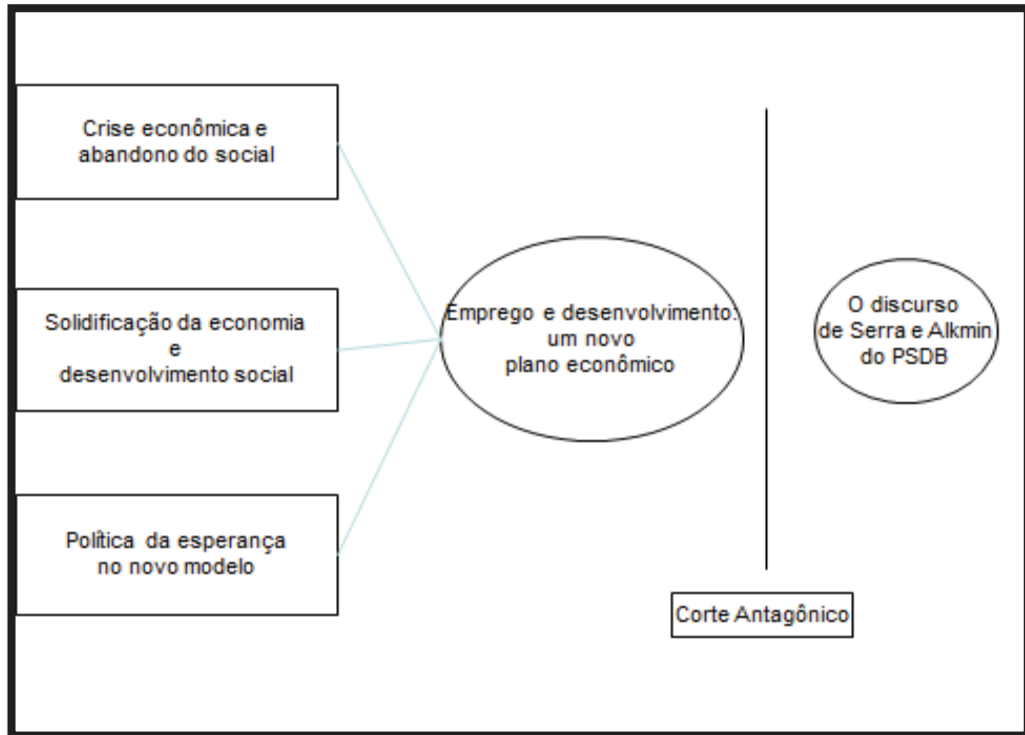 Crise econômica e
abandono do social
Solidificação da economia
e
desenvolvimento social
Política da esperança
no novo modelo
Emprego e desenvolvimento:
um novo
plano econômico
O discurso
de Serra e Alkmin
do PSDB
Corte Antagônico